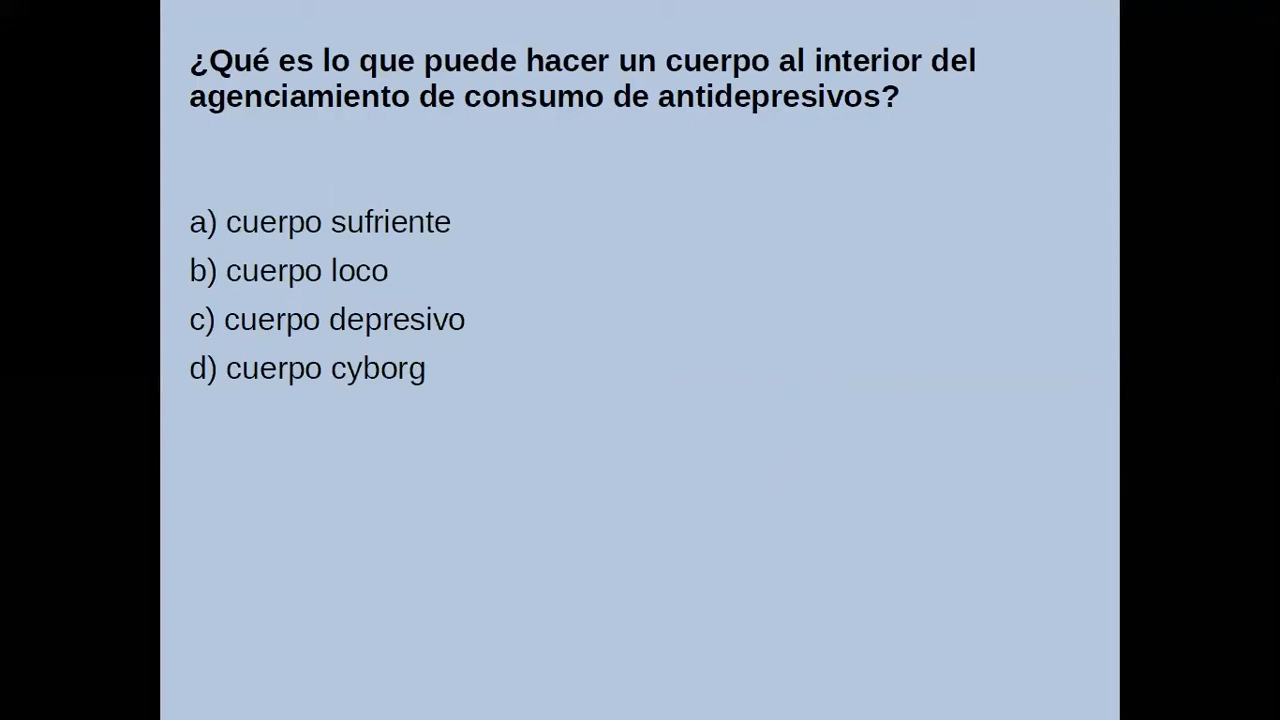 ¿Qué es lo que puede hacer un cuerpo al interior del
agenciamiento de consumo de antidepresivos?
a) cuerpo sufriente
b) cuerpo loco
c) cuerpo depresivo
d) cuerpo cyborg